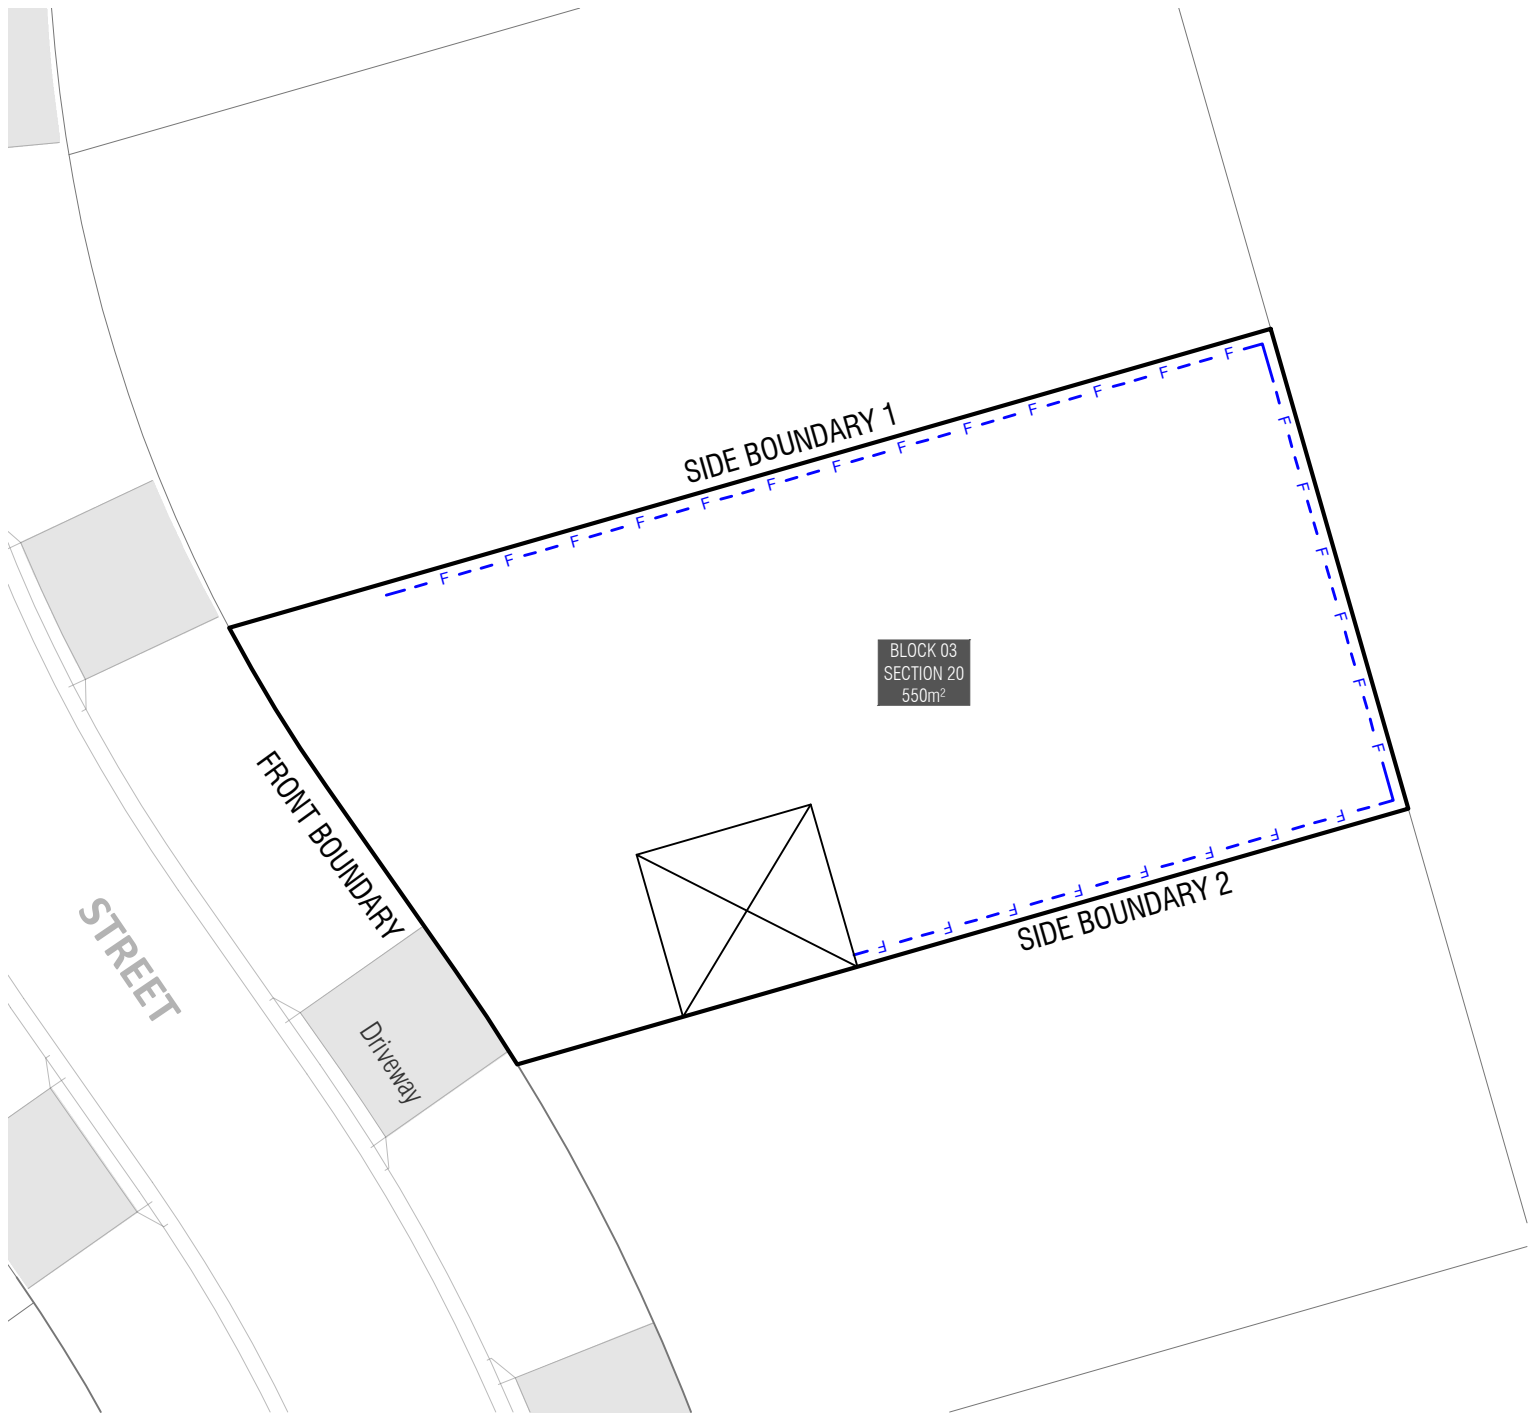 SIDE BOUNDARY 1
F F F F F F F F F F F F F
F
F
F
F
F
F
BLOCK 03
SECTION 20
550m²
FRONT BOUNDARY
F F F F F F F F
SIDE BOUNDARY 2
STREET
Driveway